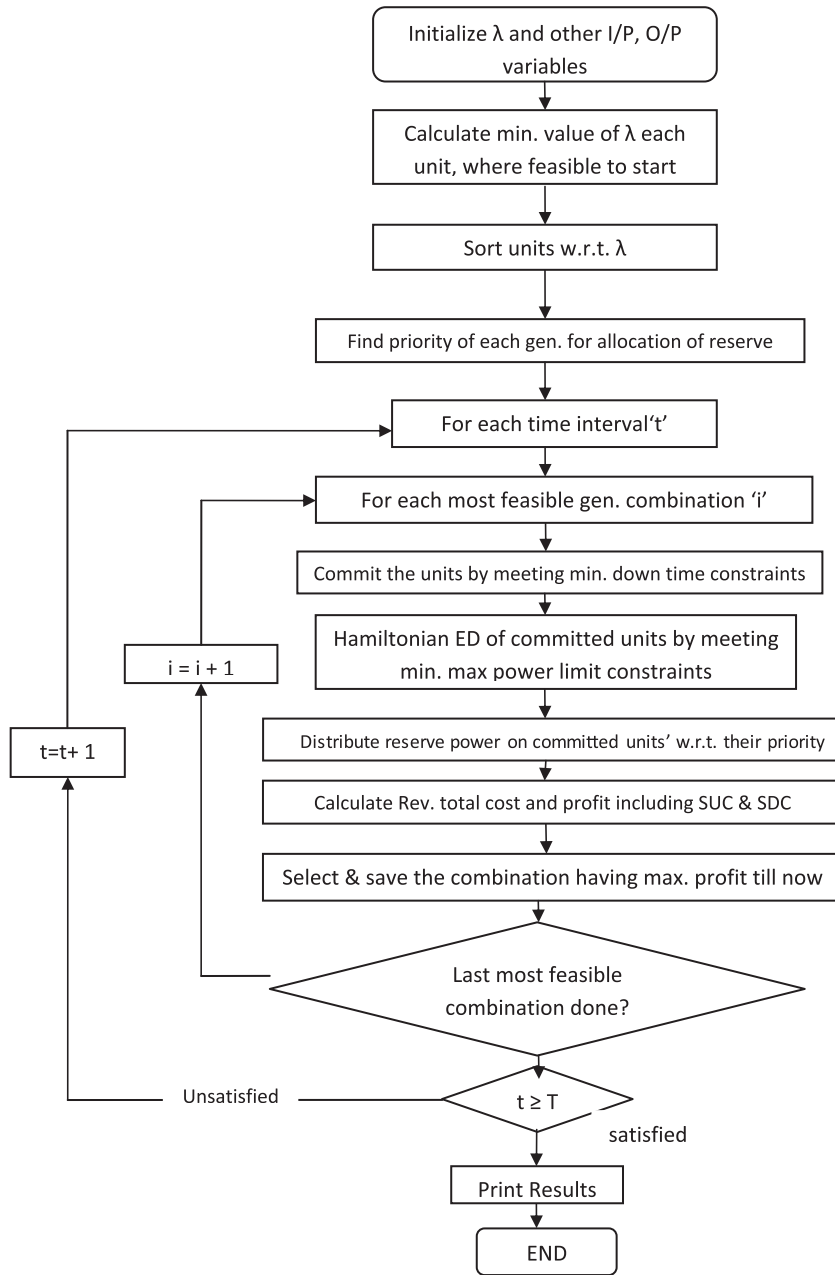 Initialize λ and other I/P, O/P
variables
Calculate min. value of λ each
unit, where feasible to start
Sort units w.r.t. λ
Find priority of each gen. for allocation of reserve
For each time interval‘t’
For each most feasible gen. combination ‘i’
Commit the units by meeting min. down time constraints
Hamiltonian ED of committed units by meeting
min. max power limit constraints
i = i + 1
Distribute reserve power on committed units’ w.r.t. their priority
t=t+ 1
Calculate Rev. total cost and profit including SUC & SDC
Select & save the combination having max. profit till now
Last most feasible
combination done?
Unsatisfied
t ≥ T
satisfied
Print Results
END